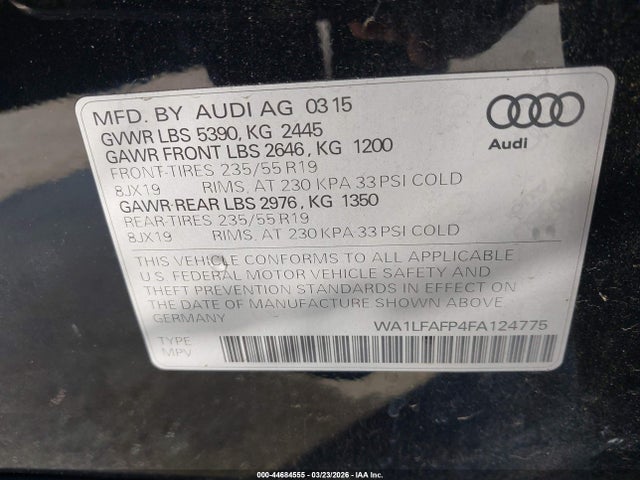 MFD. BY AUDI AG 03 15
GVWR LBS 5390, KG 2445
GAWR FRONT LBS 2646, KG 1200
FRONT-TIRES 235/55 R19
8JX19 RIMS, AT 230 KPA 33 PSI COLD
GAWR-REAR LBS 2976, KG 1350
REAR-TIRES 235/55 R19
8JX19 RIMS, AT 230 KPA 33 PSI COLD
Audi
THIS VEHICLE CONFORMS TO ALL APPLICABLE
U.S. FEDERAL MOTOR VEHICLE SAFETY AND
THEFT PREVENTION STANDARDS IN EFFECT ON
THE DATE OF MANUFACTURE SHOWN ABOVE.
GERMANY
WA1LFAFP4FA124775
TYPE
MPV
000-44684555 - 03/23/2026 - IAA Inc.